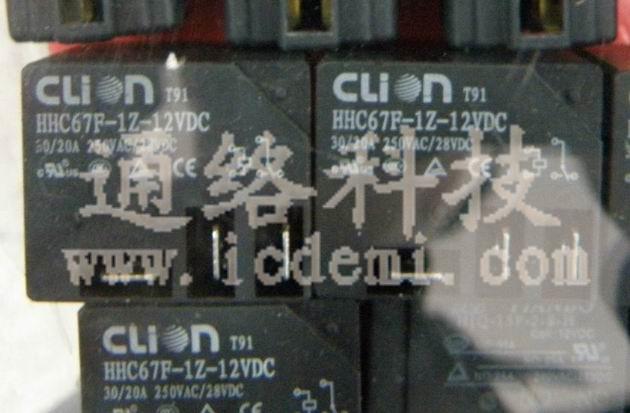 CLION T91
HHC67F-1Z-12VDC
30/20A 250VAC/28VDC
CLION T91
HHC67F-1Z-12VDC
30/20A 250VAC/28VDC
通络科技
www.icdemi.com
CLION T91
HHC67F-1Z-12VDC
30/20A 250VAC/28VDC